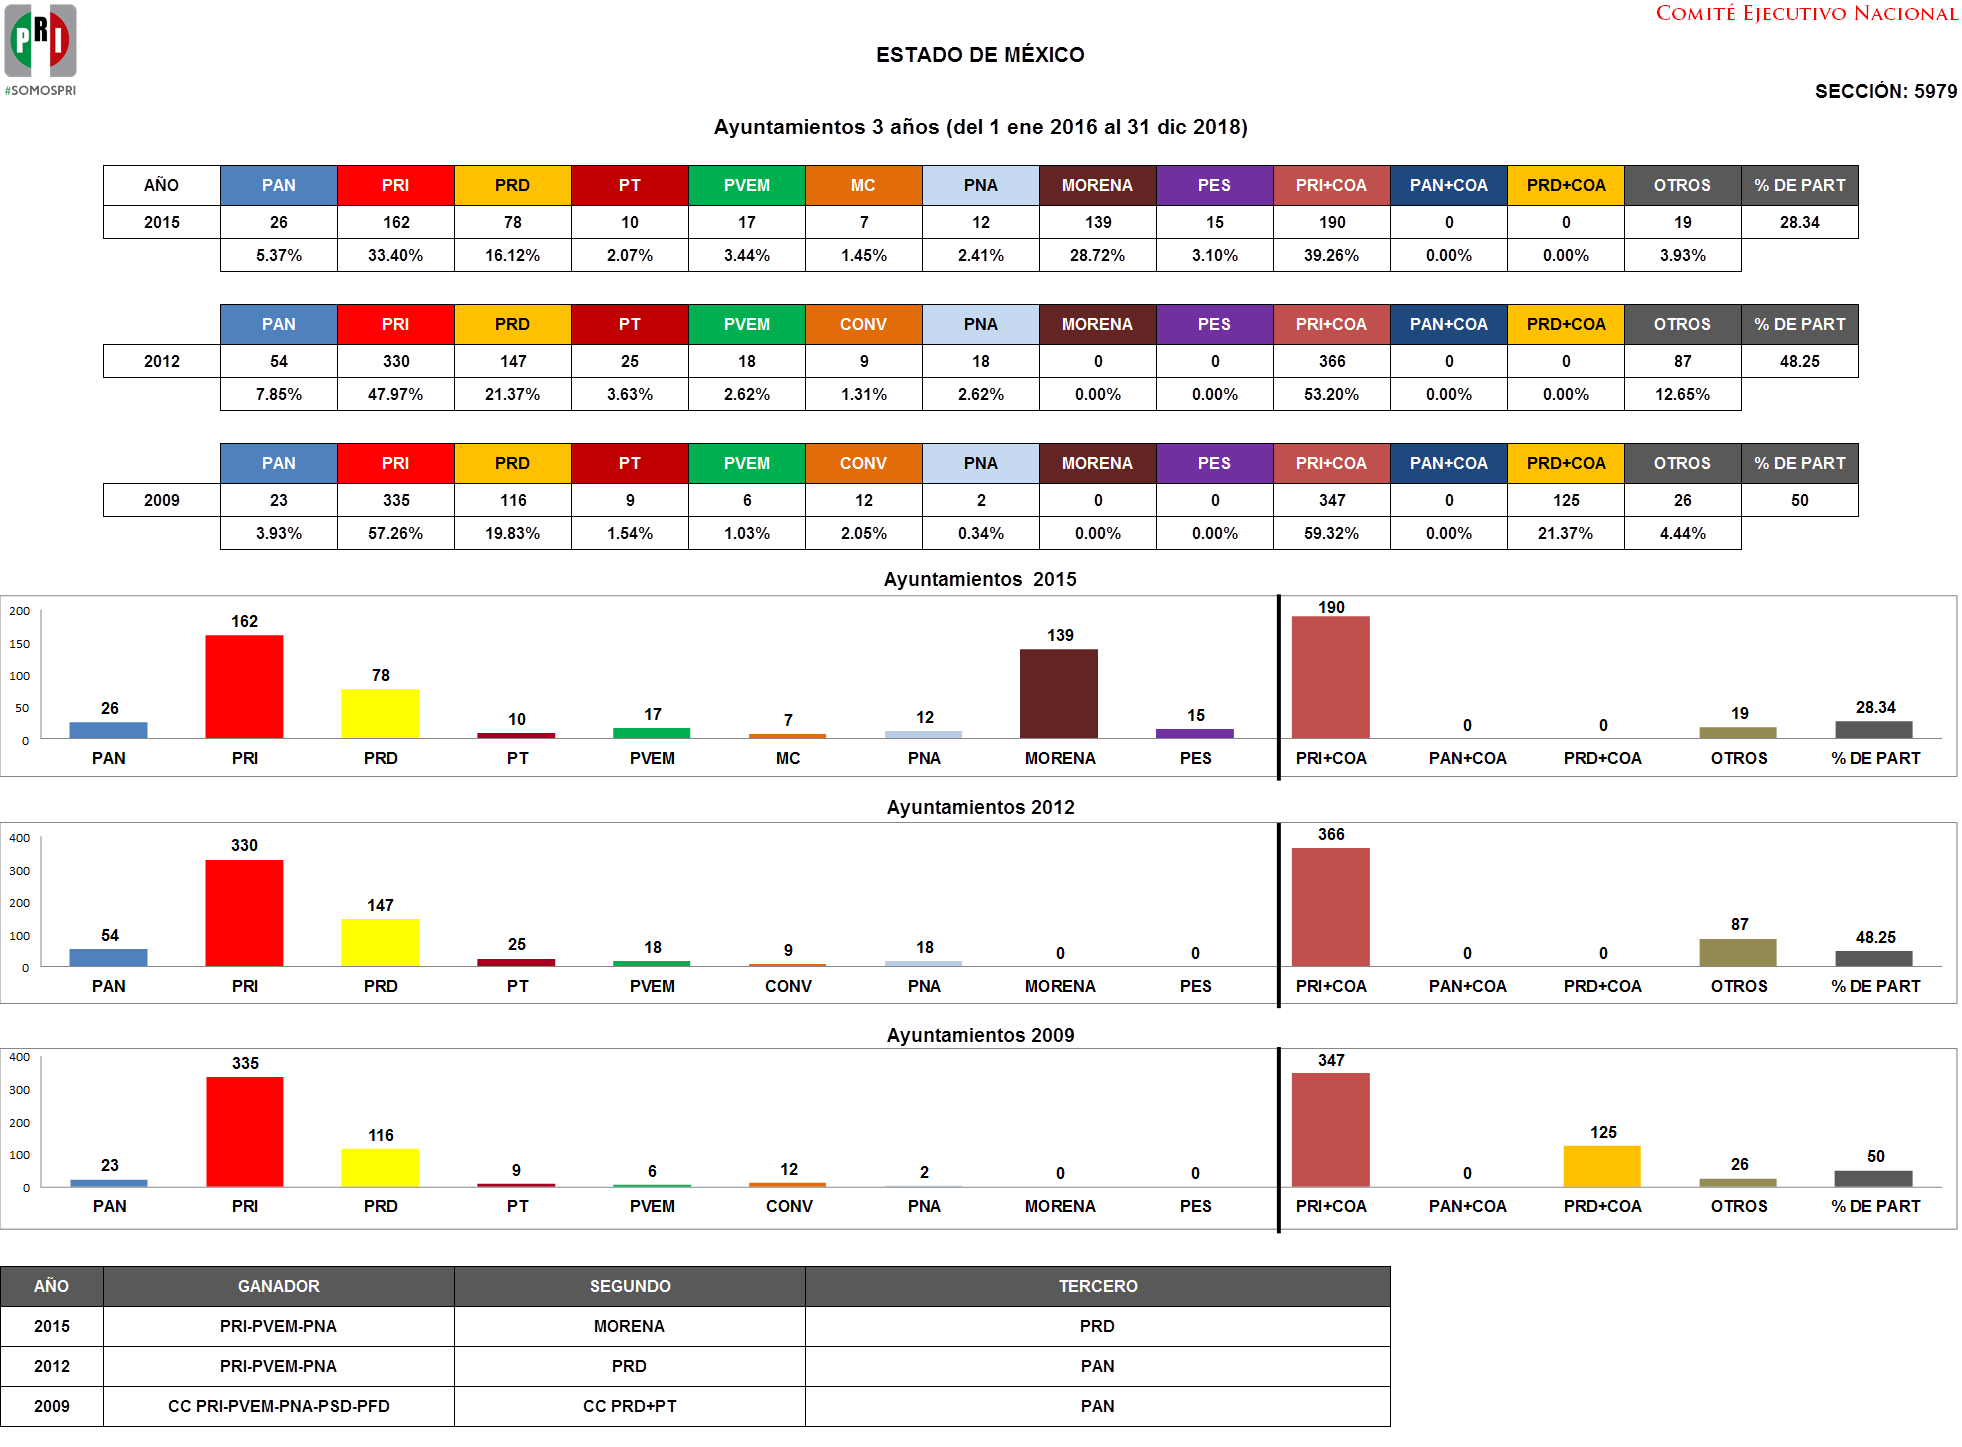 PRI
#SOMOSPRI
COMITÉ EJECUTIVO NACIONAL
ESTADO DE MÉXICO
SECCIÓN: 5979
Ayuntamientos 3 años (del 1 ene 2016 al 31 dic 2018)
AÑO PAN PRI PRD PT PVEM MC PNA MORENA PES PRI+COA PAN+COA PRD+COA OTROS % DE PART
2015 26 162 78 10 17 7 12 139 15 190 0 0 19 28.34
5.37% 33.40% 16.12% 2.07% 3.44% 1.45% 2.41% 28.72% 3.10% 39.26% 0.00% 0.00% 3.93%
PAN PRI PRD PT PVEM CONV PNA MORENA PES PRI+COA PAN+COA PRD+COA OTROS % DE PART
2012 54 330 147 25 18 9 18 0 0 366 0 0 87 48.25
7.85% 47.97% 21.37% 3.63% 2.62% 1.31% 2.62% 0.00% 0.00% 53.20% 0.00% 0.00% 12.65%
PAN PRI PRD PT PVEM CONV PNA MORENA PES PRI+COA PAN+COA PRD+COA OTROS % DE PART
2009 23 335 116 9 6 12 2 0 0 347 0 125 26 50
3.93% 57.26% 19.83% 1.54% 1.03% 2.05% 0.34% 0.00% 0.00% 59.32% 0.00% 21.37% 4.44%
Ayuntamientos 2015
200
150
100
50
0
26 162 78 10 17 7 12 139 15 190 0 0 19 28.34
PAN PRI PRD PT PVEM MC PNA MORENA PES PRI+COA PAN+COA PRD+COA OTROS % DE PART
Ayuntamientos 2012
400
300
200
100
0
54 330 147 25 18 9 18 0 0 366 0 0 87 48.25
PAN PRI PRD PT PVEM CONV PNA MORENA PES PRI+COA PAN+COA PRD+COA OTROS % DE PART
Ayuntamientos 2009
400
300
200
100
0
23 335 116 9 6 12 2 0 0 347 0 125 26 50
PAN PRI PRD PT PVEM CONV PNA MORENA PES PRI+COA PAN+COA PRD+COA OTROS % DE PART
AÑO GANADOR SEGUNDO TERCERO
2015 PRI-PVEM-PNA MORENA PRD
2012 PRI-PVEM-PNA PRD PAN
2009 CC PRI-PVEM-PNA-PSD-PFD CC PRD+PT PAN